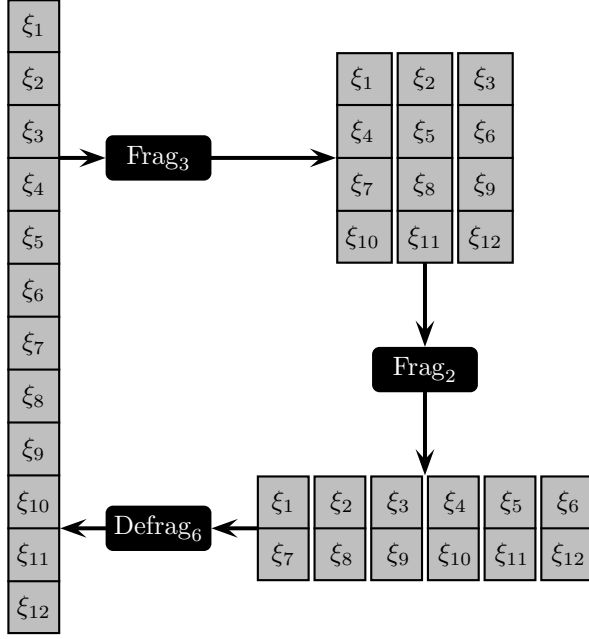 ξ₁
ξ₂
ξ₃
ξ₄
ξ₅
ξ₆
ξ₇
ξ₈
ξ₉
ξ₁₀
ξ₁₁
ξ₁₂
Frag₃
ξ₁ ξ₂ ξ₃
ξ₄ ξ₅ ξ₆
ξ₇ ξ₈ ξ₉
ξ₁₀ ξ₁₁ ξ₁₂
Frag₂
ξ₁ ξ₂ ξ₃ ξ₄ ξ₅ ξ₆
ξ₇ ξ₈ ξ₉ ξ₁₀ ξ₁₁ ξ₁₂
Defrag₆